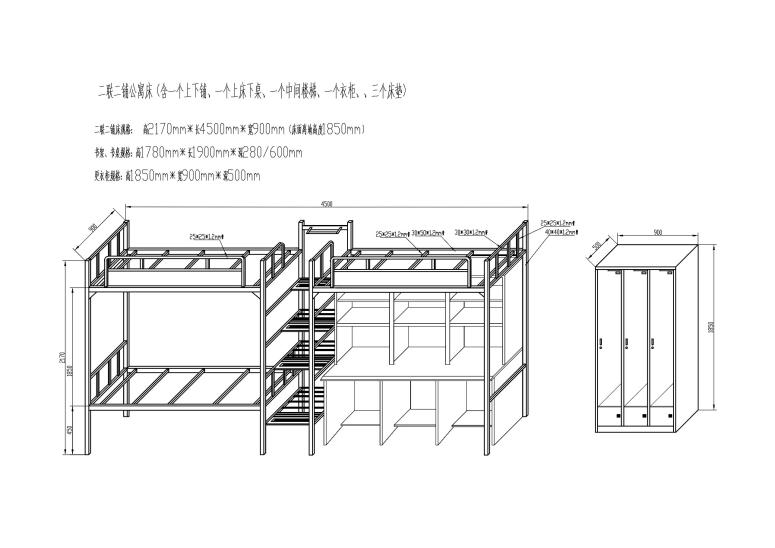 二联二铺公寓床(含一个上下铺、一个上床下桌、一个中间楼梯、一个衣柜、、三个床垫)
二联二铺床规格： 高2170mm*长4500mm*宽900mm (床面离地高度1850mm)
书架、书桌规格：高1780mm*长1900mm*深280/600mm
更衣柜规格：高1850mm*宽900mm*深500mm
4500
900
25*25*1.2mm
25*25*1.2mm
30*50*1.2mm
30*30*1.2mm
25*25*1.2mm
40*40*1.2mm
500
900
2170
1850
450
1850